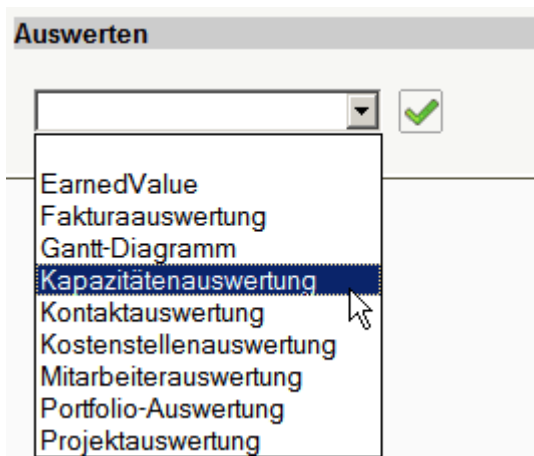 Auswerten
EarnedValue
Fakturaauswertung
Gantt-Diagramm
Kapazitätenauswertung
Kontaktauswertung
Kostenstellenauswertung
Mitarbeiterauswertung
Portfolio-Auswertung
Projektauswertung